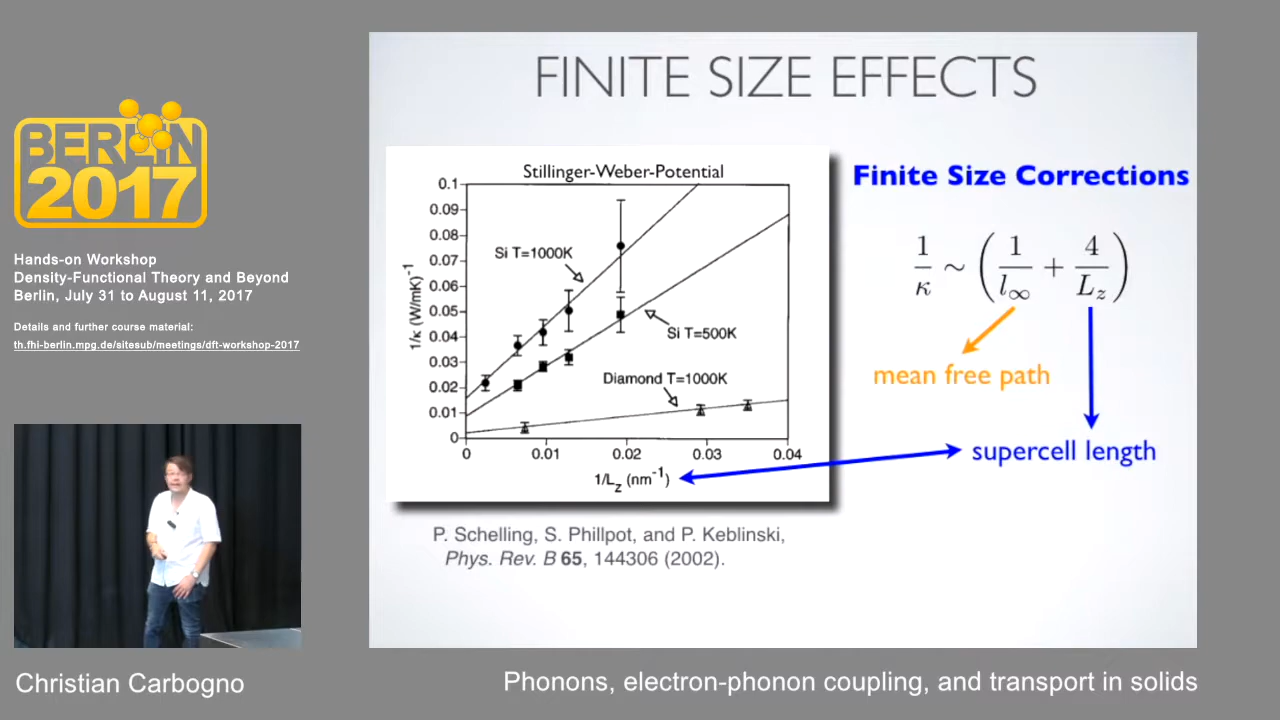 FINITE SIZE EFFECTS
BERLIN
2017
Hands-on Workshop
Density-Functional Theory and Beyond
Berlin, July 31 to August 11, 2017
Details and further course material:
th.fhi-berlin.mpg.de/sitesub/meetings/dft-workshop-2017
Stillinger-Weber-Potential
0.1
0.09
0.08
0.07
0.06
0.05
0.04
0.03
0.02
0.01
0
1/κ (W/mK)⁻¹
Si T=1000K
Si T=500K
Diamond T=1000K
0 0.01 0.02 0.03 0.04
1/L_z (nm⁻¹)
Finite Size Corrections
1/κ ~ (1/l_∞ + 4/L_z)
mean free path
supercell length
P. Schelling, S. Phillpot, and P. Keblinski,
Phys. Rev. B 65, 144306 (2002).
Christian Carbogno
Phonons, electron-phonon coupling, and transport in solids